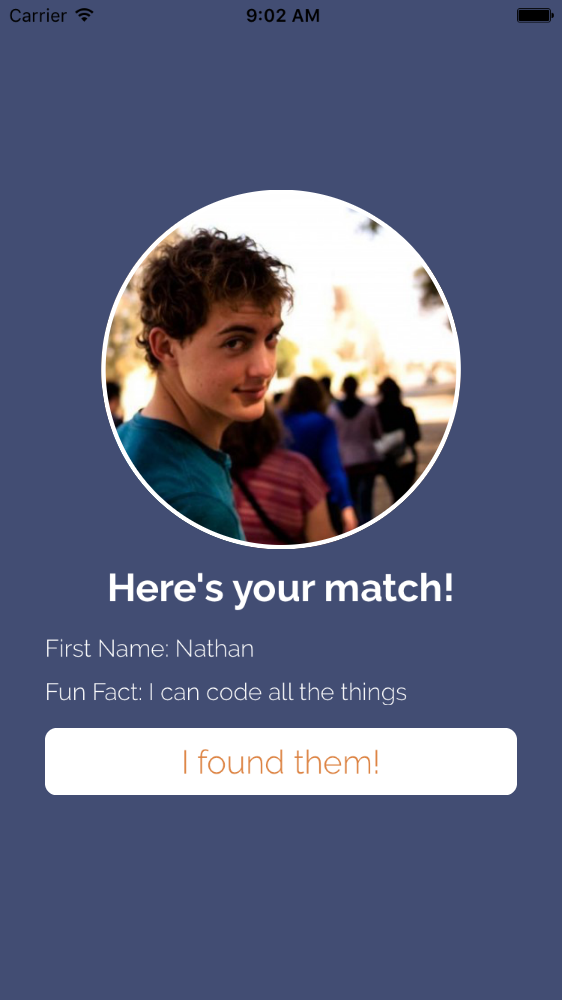 Carrier 9:02 AM
Here's your match!
First Name: Nathan
Fun Fact: I can code all the things
I found them!